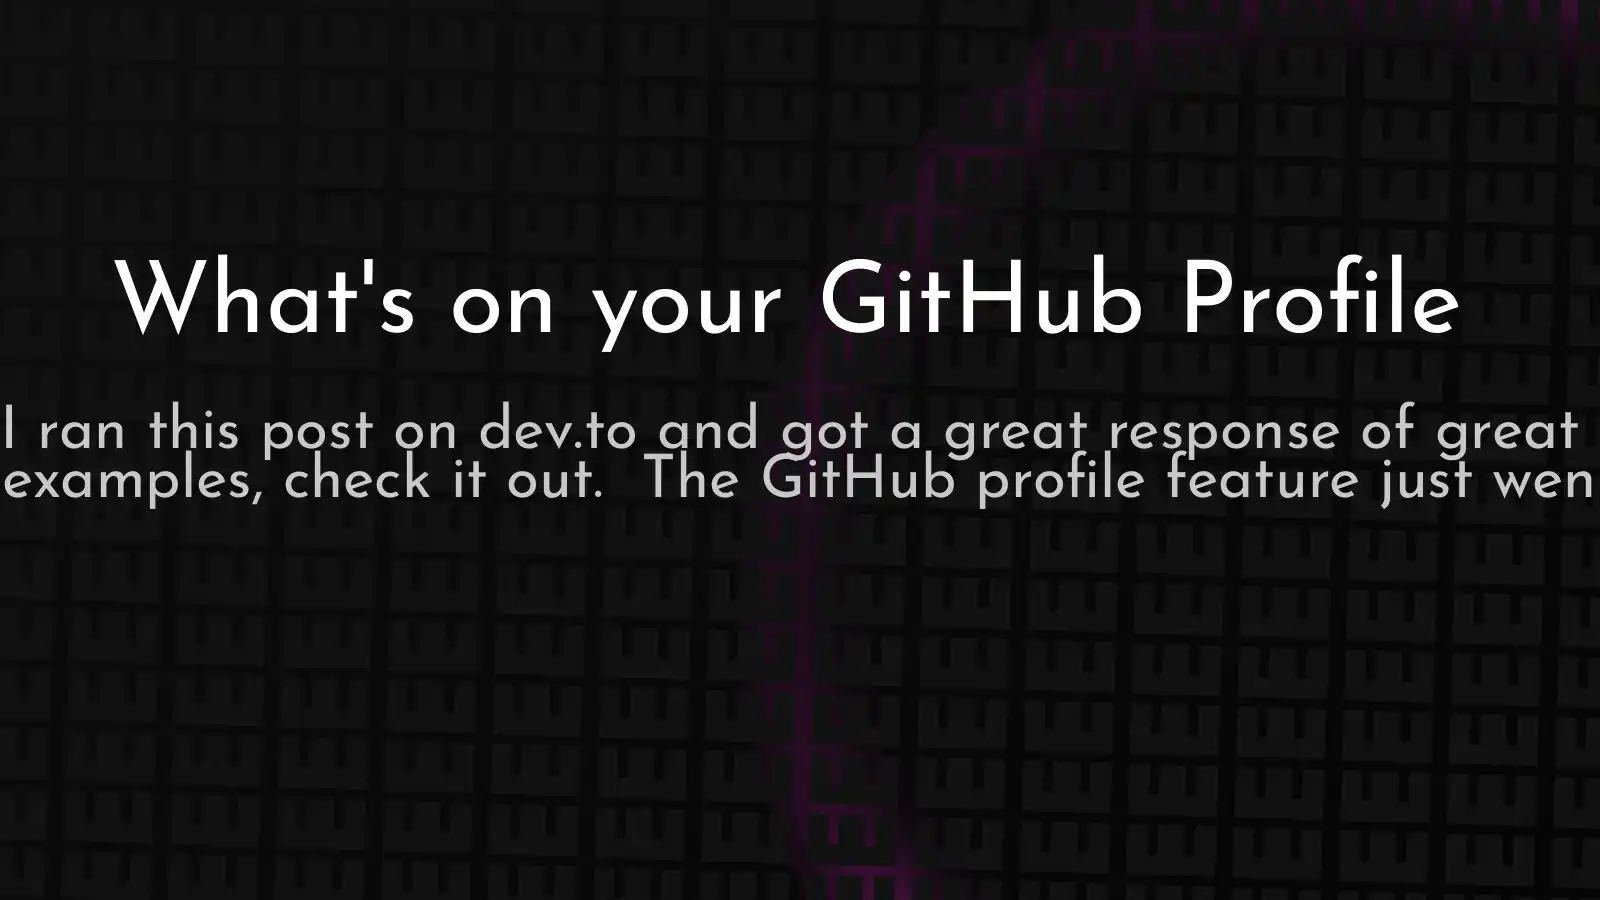 What's on your GitHub Profile
I ran this post on dev.to and got a great response of great
examples, check it out.  The GitHub profile feature just wen